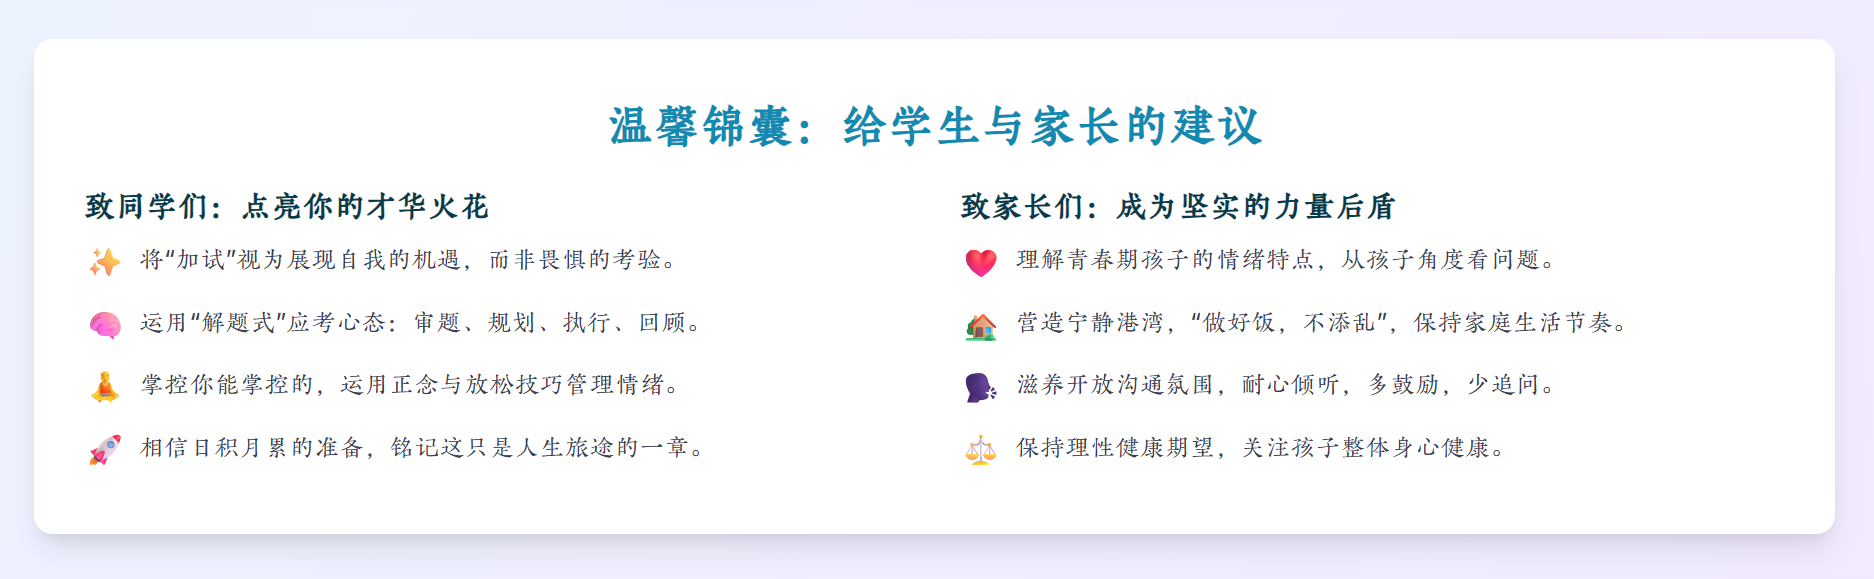 温馨锦囊：给学生与家长的建议
致同学们：点亮你的才华火花
将“加试”视为展现自我的机遇，而非畏惧的考验。
运用“解题式”应考心态：审题、规划、执行、回顾。
掌控你能掌控的，运用正念与放松技巧管理情绪。
相信日积月累的准备，铭记这只是人生旅途的一章。
致家长们：成为坚实的力量后盾
理解青春期孩子的情绪特点，从孩子角度看问题。
营造宁静港湾，“做好饭，不添乱”，保持家庭生活节奏。
滋养开放沟通氛围，耐心倾听，多鼓励，少追问。
保持理性健康期望，关注孩子整体身心健康。